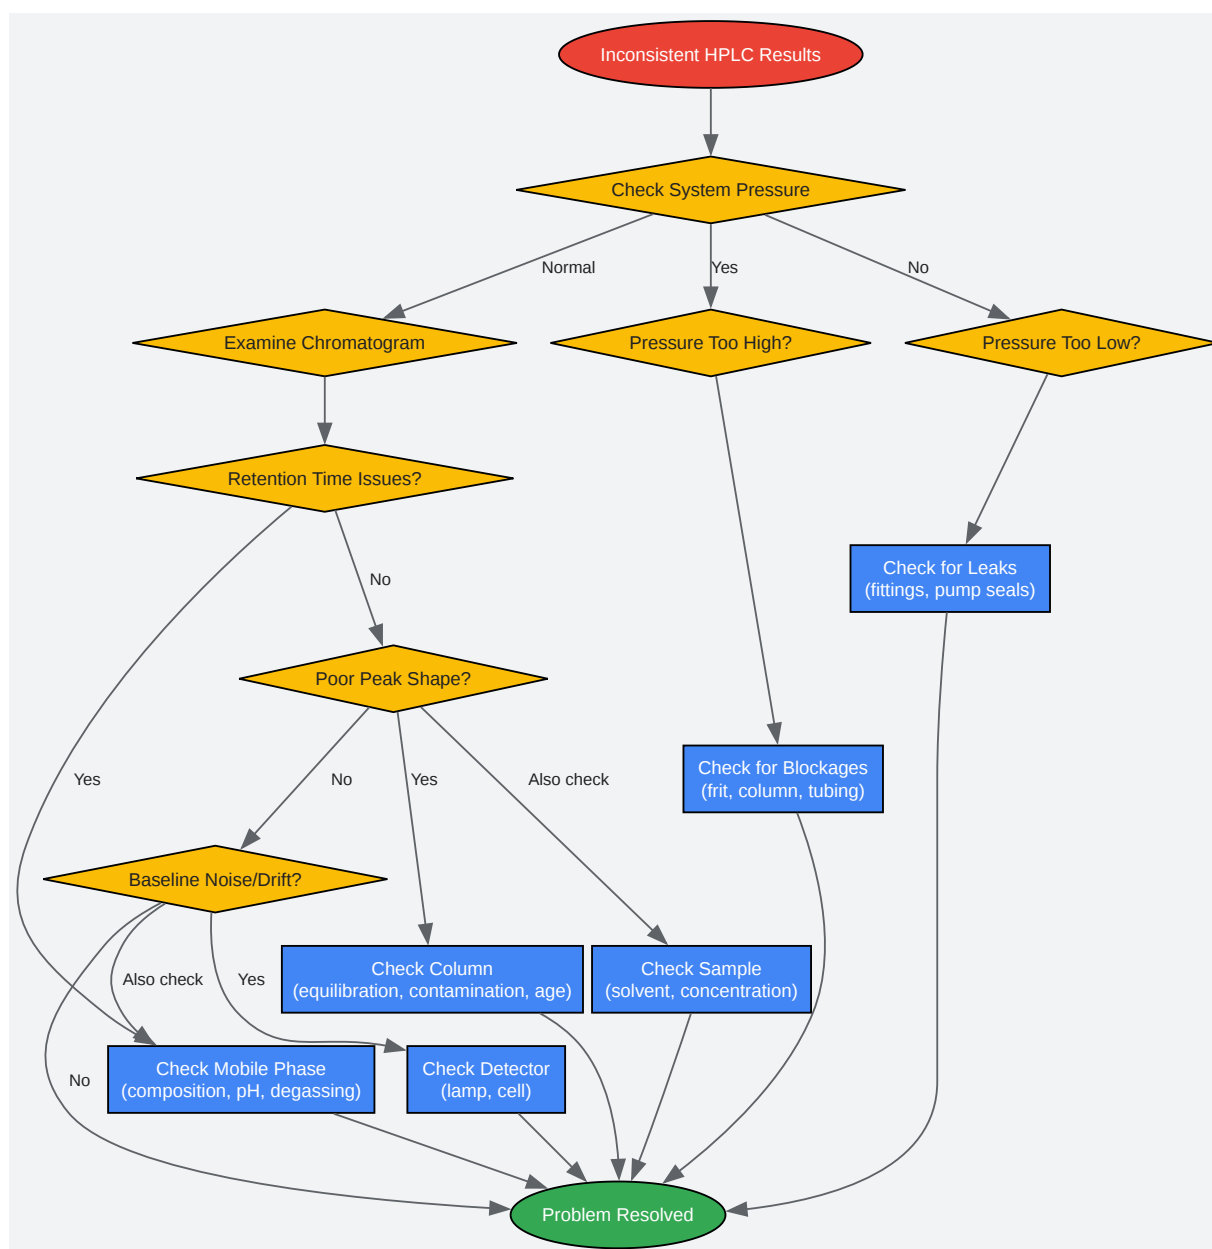 Inconsistent HPLC Results
Check System Pressure
Normal
Yes
No
Examine Chromatogram
Pressure Too High?
Pressure Too Low?
Retention Time Issues?
No
Check for Leaks
(fittings, pump seals)
Poor Peak Shape?
Yes
No
Yes
Also check
Check for Blockages
(frit, column, tubing)
Baseline Noise/Drift?
Also check
Yes
Check Column
(equilibration, contamination, age)
Check Sample
(solvent, concentration)
No
Check Mobile Phase
(composition, pH, degassing)
Check Detector
(lamp, cell)
Problem Resolved